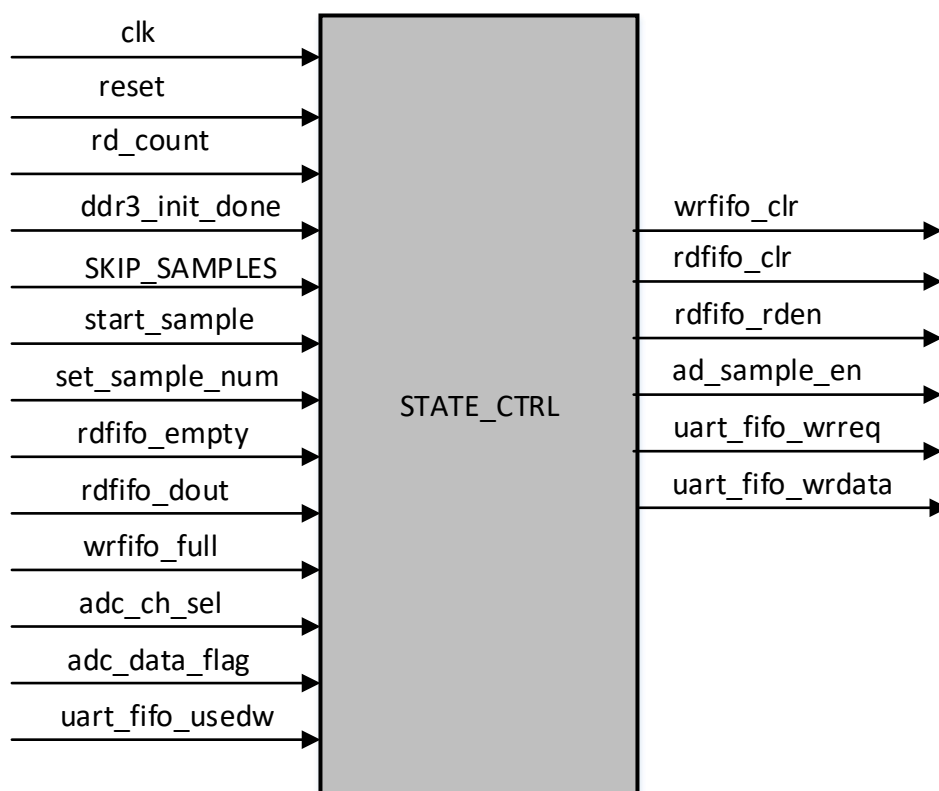 clk
reset
rd_count
ddr3_init_done
SKIP_SAMPLES
start_sample
set_sample_num
rdfifo_empty
rdfifo_dout
wrfifo_full
adc_ch_sel
adc_data_flag
uart_fifo_usedw
STATE_CTRL
wrfifo_clr
rdfifo_clr
rdfifo_rden
ad_sample_en
uart_fifo_wrreq
uart_fifo_wrdata